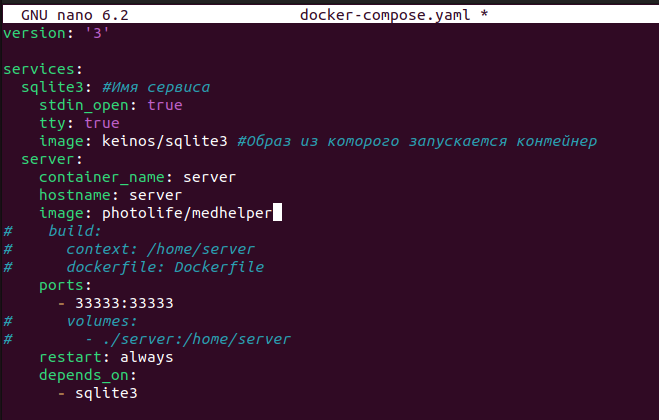 GNU nano 6.2 docker-compose.yaml *
version: '3'
services:
  sqlite3: #Имя сервиса
    stdin_open: true
    tty: true
    image: keinos/sqlite3 #Образ из которого запускается контейнер
  server:
    container_name: server
    hostname: server
    image: photolife/medhelper
#    build:
#      context: /home/server
#      dockerfile: Dockerfile
    ports:
      - 33333:33333
#      volumes:
#        - ./server:/home/server
    restart: always
    depends_on:
      - sqlite3